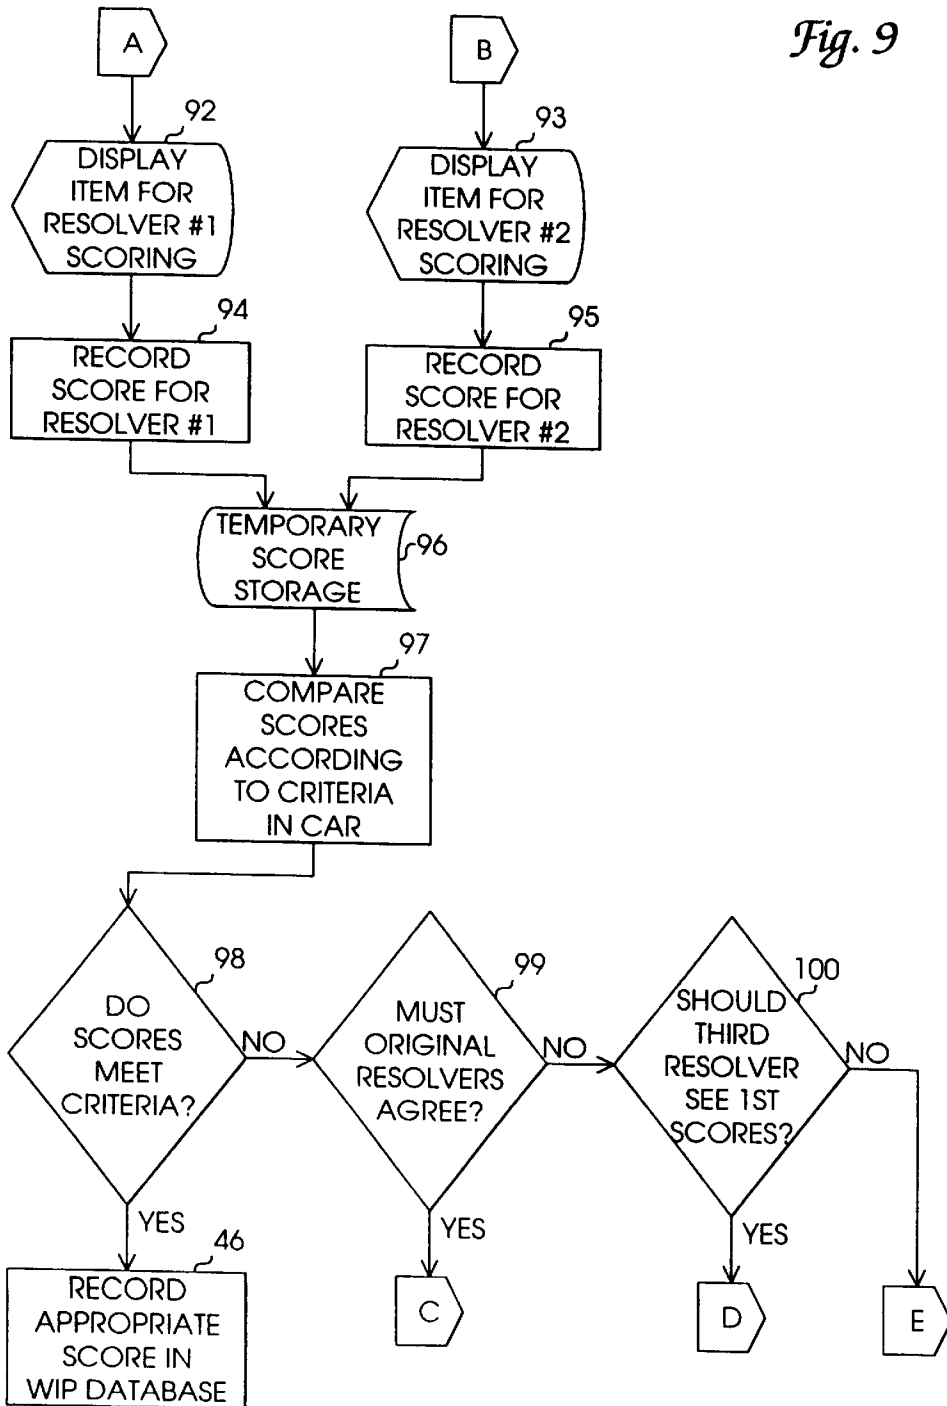 Fig. 9
A
B
92
DISPLAY
ITEM FOR
RESOLVER #1
SCORING
93
DISPLAY
ITEM FOR
RESOLVER #2
SCORING
94
RECORD
SCORE FOR
RESOLVER #1
95
RECORD
SCORE FOR
RESOLVER #2
TEMPORARY
SCORE
STORAGE
96
97
COMPARE
SCORES
ACCORDING
TO CRITERIA
IN CAR
98
DO
SCORES
MEET
CRITERIA?
NO
99
MUST
ORIGINAL
RESOLVERS
AGREE?
NO
100
SHOULD
THIRD
RESOLVER
SEE 1ST
SCORES?
NO
YES
46
RECORD
APPROPRIATE
SCORE IN
WIP DATABASE
YES
C
YES
D
E